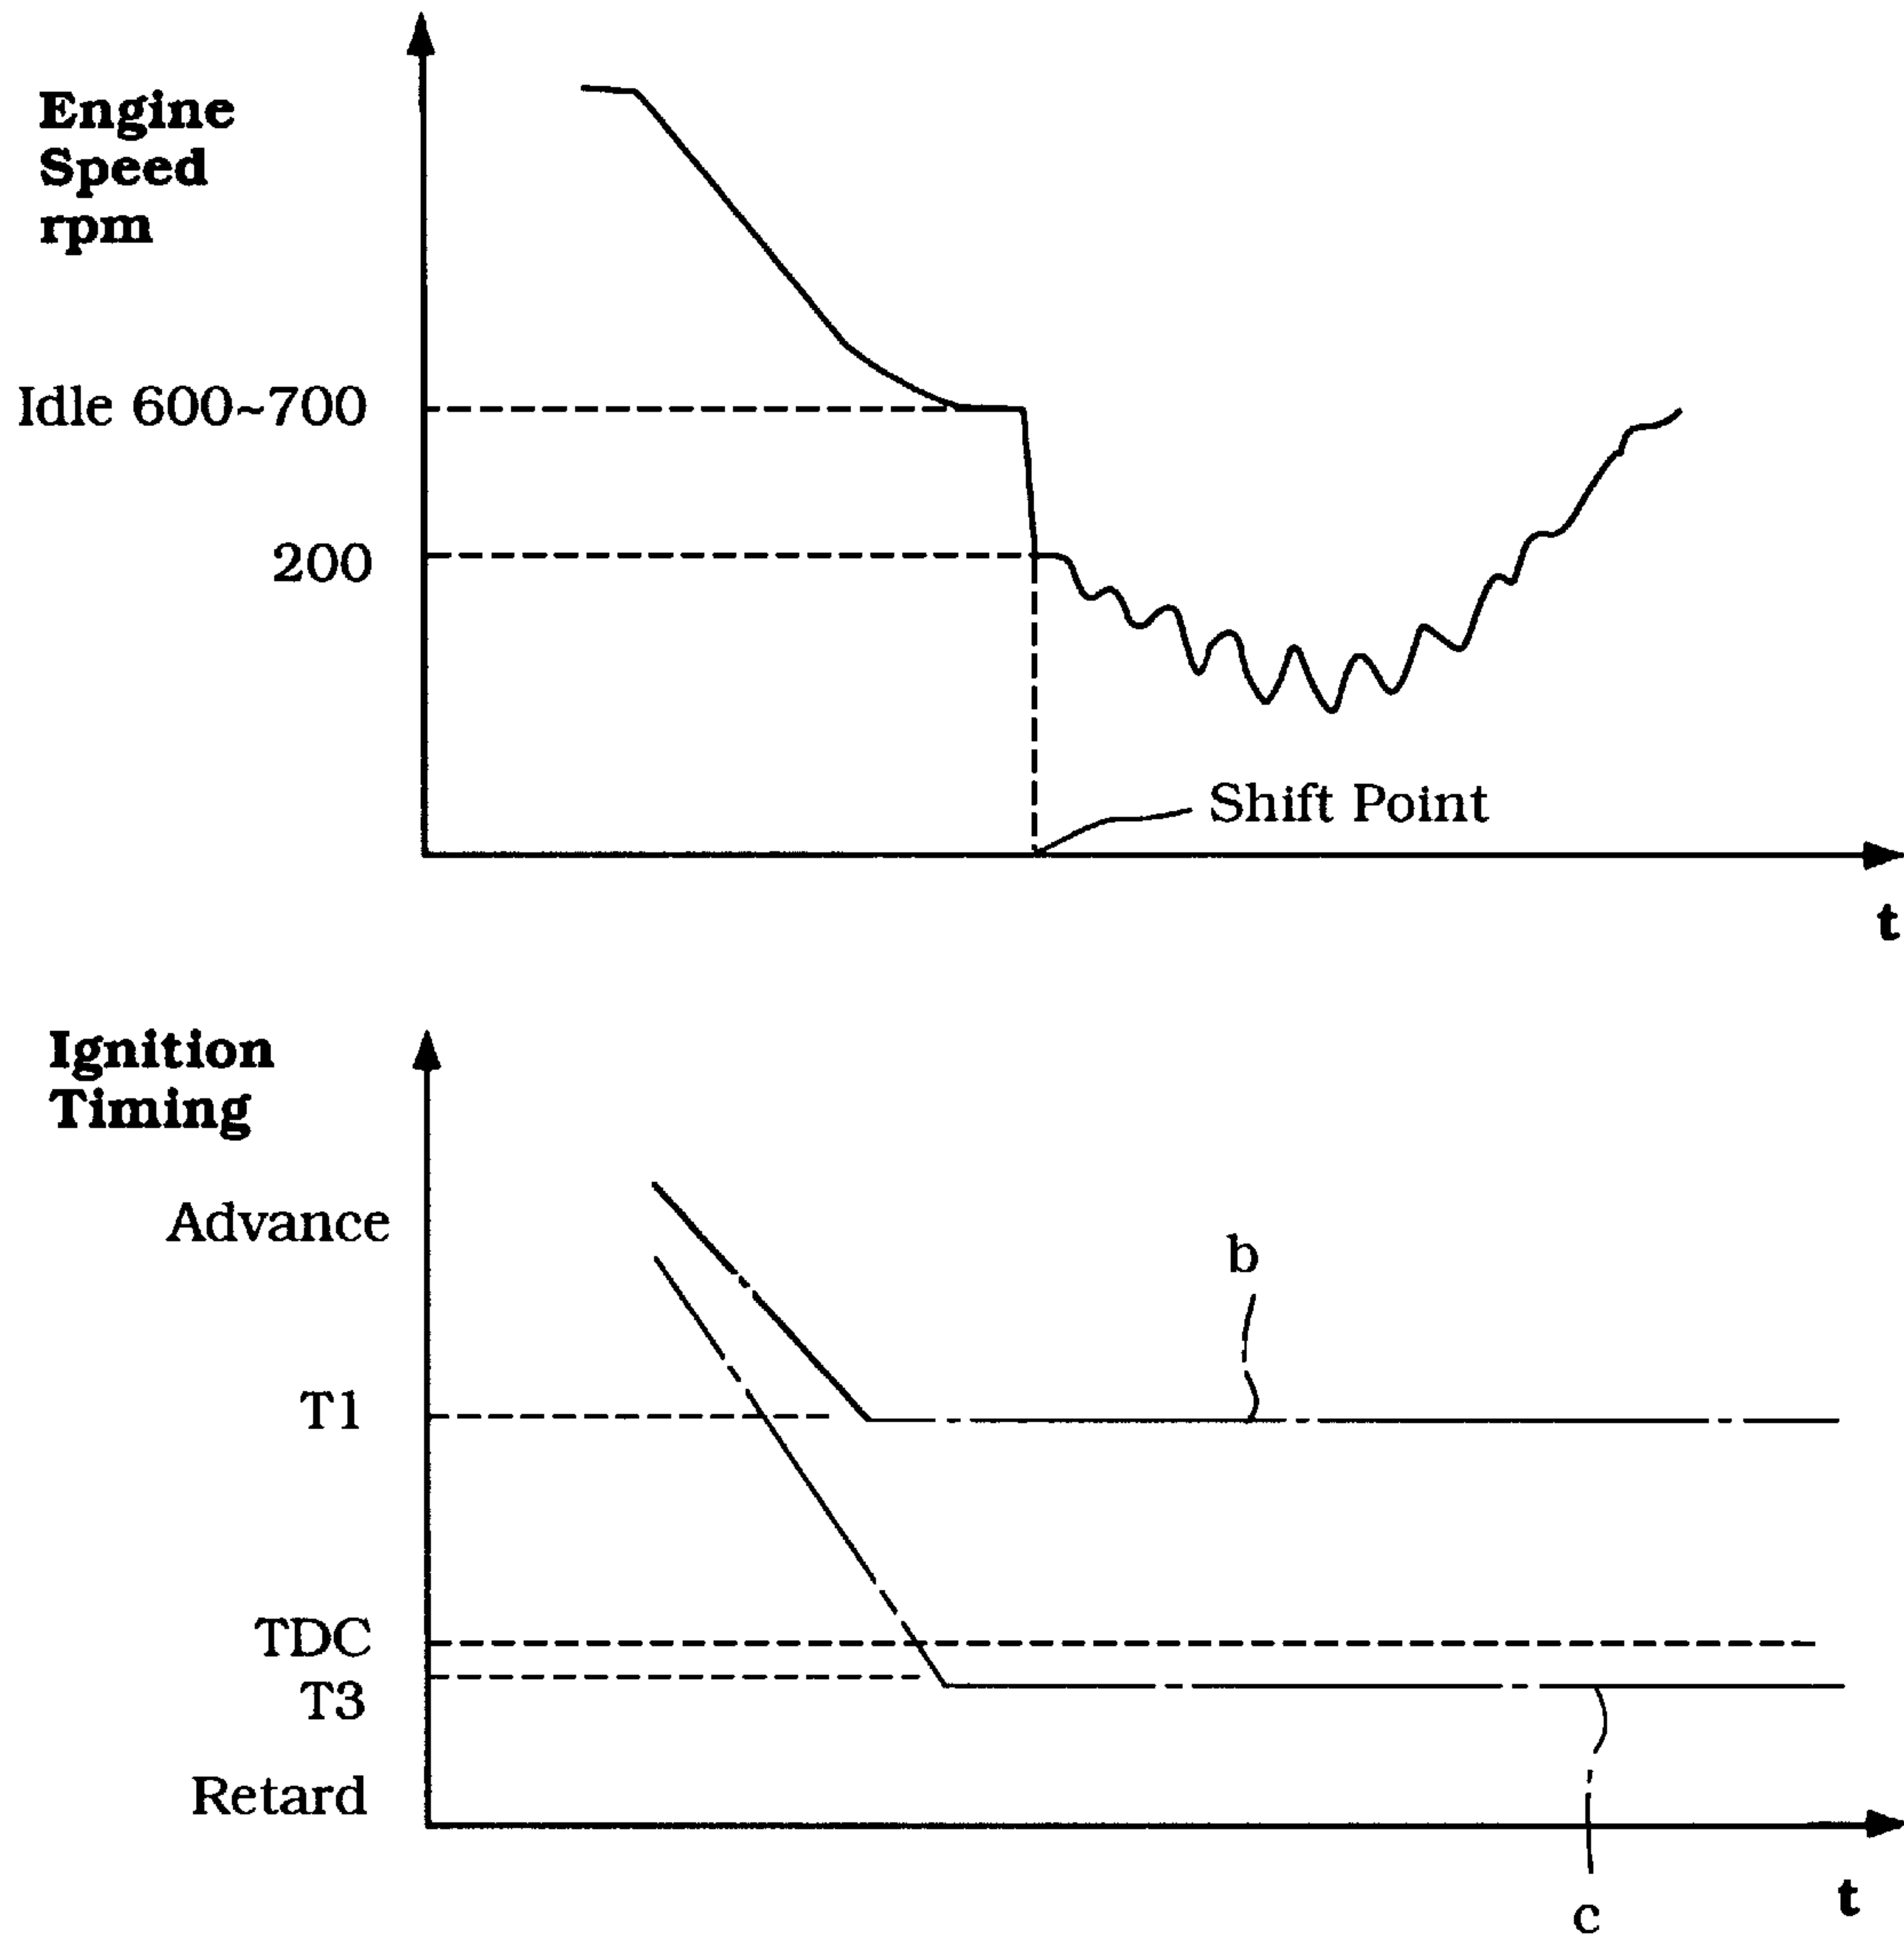 Engine
Speed
rpm
Idle 600~700
200
Shift Point
t
Ignition
Timing
Advance
b
T1
TDC
T3
Retard
t
c